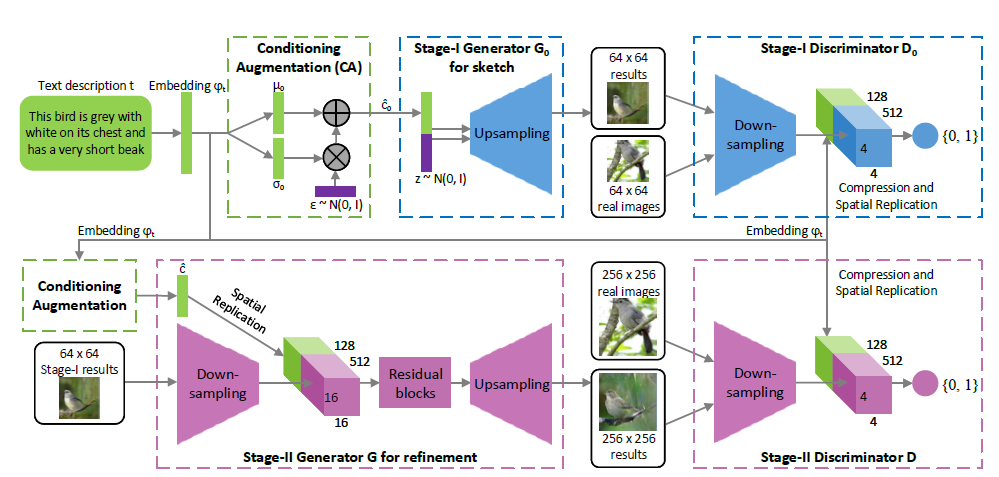 Conditioning
Augmentation (CA)
Stage-I Generator G₀
for sketch
Stage-I Discriminator D₀
Text description t
Embedding φₜ
This bird is grey with
white on its chest and
has a very short beak
μ₀
σ₀
ε ~ N(0, I)
ĉ₀
z ~ N(0, I)
Upsampling
64 x 64
results
64 x 64
real images
Down-
sampling
128
512
4
4
{0, 1}
Compression and
Spatial Replication
Embedding φₜ
Embedding φₜ
Conditioning
Augmentation
ĉ
Spatial
Replication
64 x 64
Stage-I results
Down-
sampling
128
512
16
16
Residual
blocks
Upsampling
Stage-II Generator G for refinement
256 x 256
real images
256 x 256
results
Compression and
Spatial Replication
Down-
sampling
128
512
4
4
{0, 1}
Stage-II Discriminator D